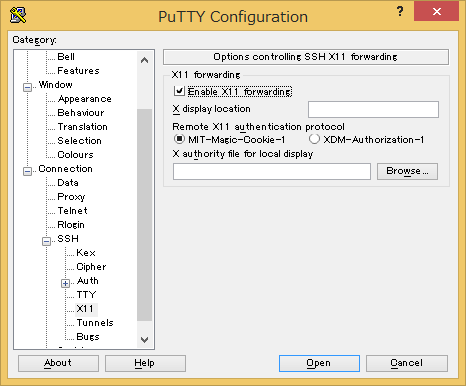 PuTTY Configuration
?
Category:
Bell
Features
Window
Appearance
Behaviour
Translation
Selection
Colours
Connection
Data
Proxy
Telnet
Rlogin
SSH
Kex
Cipher
Auth
TTY
X11
Tunnels
Bugs
Options controlling SSH X11 forwarding
X11 forwarding
Enable X11 forwarding
X display location
Remote X11 authentication protocol
MIT-Magic-Cookie-1 XDM-Authorization-1
X authority file for local display
Browse...
About Help Open Cancel